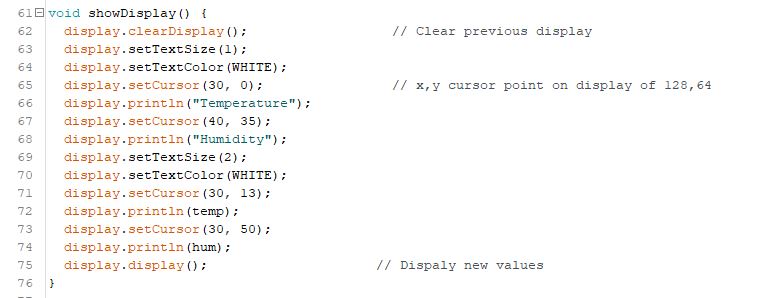 61 void showDisplay() {
62 display.clearDisplay(); // Clear previous display
63 display.setTextSize(1);
64 display.setTextColor(WHITE);
65 display.setCursor(30, 0); // x,y cursor point on display of 128,64
66 display.println("Temperature");
67 display.setCursor(40, 35);
68 display.println("Humidity");
69 display.setTextSize(2);
70 display.setTextColor(WHITE);
71 display.setCursor(30, 13);
72 display.println(temp);
73 display.setCursor(30, 50);
74 display.println(hum);
75 display.display(); // Dispaly new values
76 }